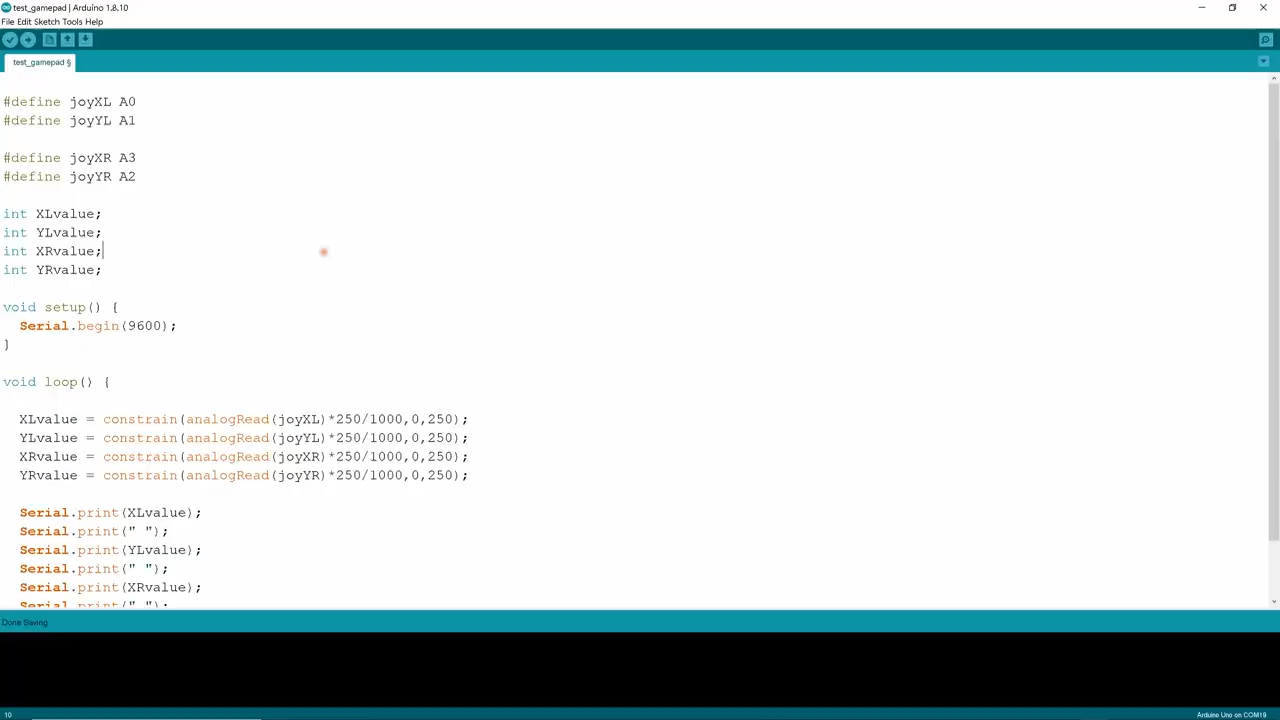 test_gamepad | Arduino 1.8.10
File Edit Sketch Tools Help
test_gamepad §
#define joyXL A0
#define joyYL A1
#define joyXR A3
#define joyYR A2
int XLvalue;
int YLvalue;
int XRvalue;
int YRvalue;
void setup() {
  Serial.begin(9600);
}
void loop() {
  XLvalue = constrain(analogRead(joyXL)*250/1000,0,250);
  YLvalue = constrain(analogRead(joyYL)*250/1000,0,250);
  XRvalue = constrain(analogRead(joyXR)*250/1000,0,250);
  YRvalue = constrain(analogRead(joyYR)*250/1000,0,250);
  Serial.print(XLvalue);
  Serial.print(" ");
  Serial.print(YLvalue);
  Serial.print(" ");
  Serial.print(XRvalue);
  Serial.print(" ");
Done Saving
10
Arduino Uno on COM19